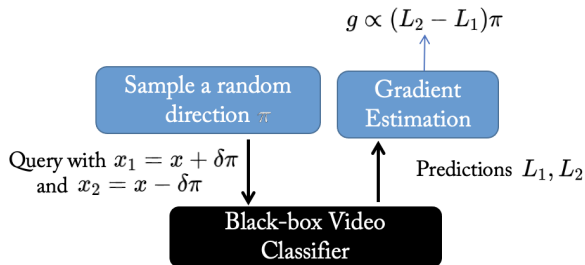 g ∝ (L₂ − L₁)π
Sample a random
direction π
Gradient
Estimation
Query with x₁ = x + δπ
and x₂ = x − δπ
Predictions L₁, L₂
Black-box Video
Classifier